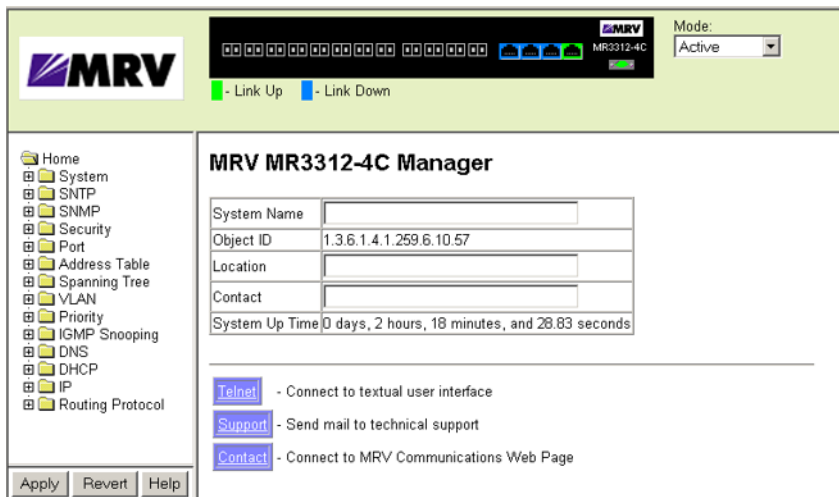 MRV
MRV
MR3312-4C
Mode:
Active
- Link Up
- Link Down
Home
System
SNTP
SNMP
Security
Port
Address Table
Spanning Tree
VLAN
Priority
IGMP Snooping
DNS
DHCP
IP
Routing Protocol
Apply
Revert
Help
MRV MR3312-4C Manager
System Name
Object ID 1.3.6.1.4.1.259.6.10.57
Location
Contact
System Up Time 0 days, 2 hours, 18 minutes, and 28.83 seconds
Telnet - Connect to textual user interface
Support - Send mail to technical support
Contact - Connect to MRV Communications Web Page